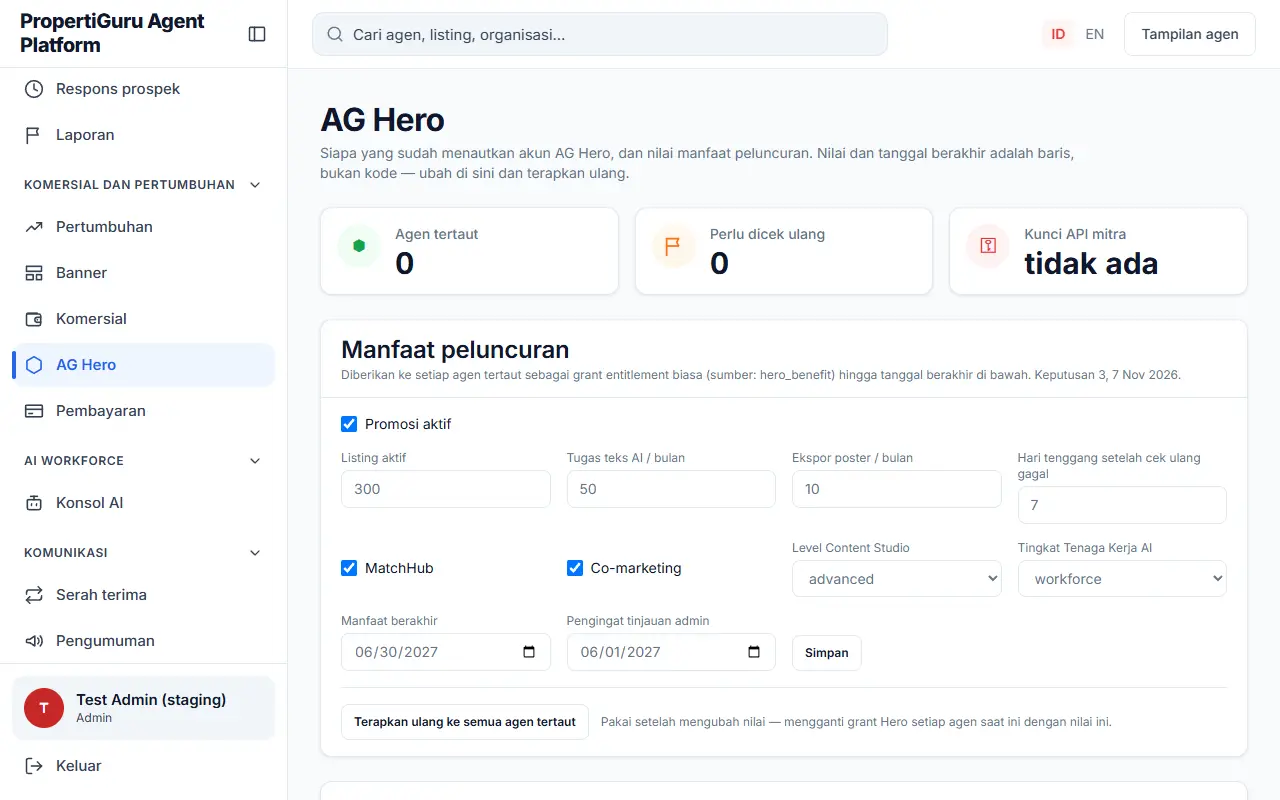 PropertiGuru Agent
Platform
Cari agen, listing, organisasi...
ID
EN
Tampilan agen
Respons prospek
Laporan
KOMERSIAL DAN PERTUMBUHAN
Pertumbuhan
Banner
Komersial
AG Hero
Pembayaran
AI WORKFORCE
Konsol AI
KOMUNIKASI
Serah terima
Pengumuman
T
Test Admin (staging)
Admin
Keluar
AG Hero
Siapa yang sudah menautkan akun AG Hero, dan nilai manfaat peluncuran. Nilai dan tanggal berakhir adalah baris,
bukan kode — ubah di sini dan terapkan ulang.
Agen tertaut
0
Perlu dicek ulang
0
Kunci API mitra
tidak ada
Manfaat peluncuran
Diberikan ke setiap agen tertaut sebagai grant entitlement biasa (sumber: hero_benefit) hingga tanggal berakhir di bawah. Keputusan 3, 7 Nov 2026.
Promosi aktif
Listing aktif
300
Tugas teks AI / bulan
50
Ekspor poster / bulan
10
Hari tenggang setelah cek ulang
gagal
7
MatchHub
Co-marketing
Level Content Studio
advanced
Tingkat Tenaga Kerja AI
workforce
Manfaat berakhir
06/30/2027
Pengingat tinjauan admin
06/01/2027
Simpan
Terapkan ulang ke semua agen tertaut
Pakai setelah mengubah nilai — mengganti grant Hero setiap agen saat ini dengan nilai ini.